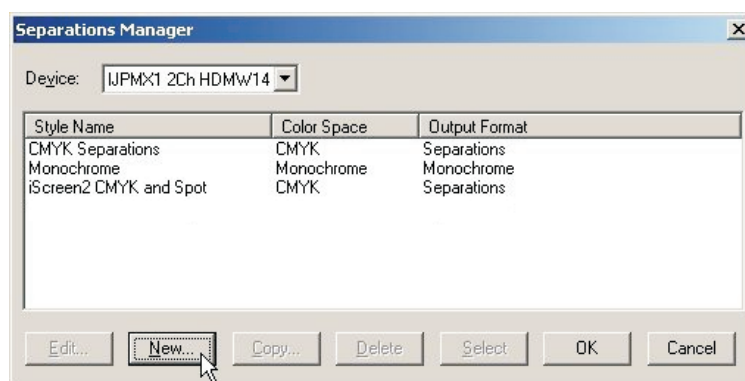 Separations Manager
Device: IJPMX1 2Ch HDMW14
Style Name Color Space Output Format
CMYK Separations CMYK Separations
Monochrome Monochrome Monochrome
iScreen2 CMYK and Spot CMYK Separations
Edit... New... Copy... Delete Select OK Cancel